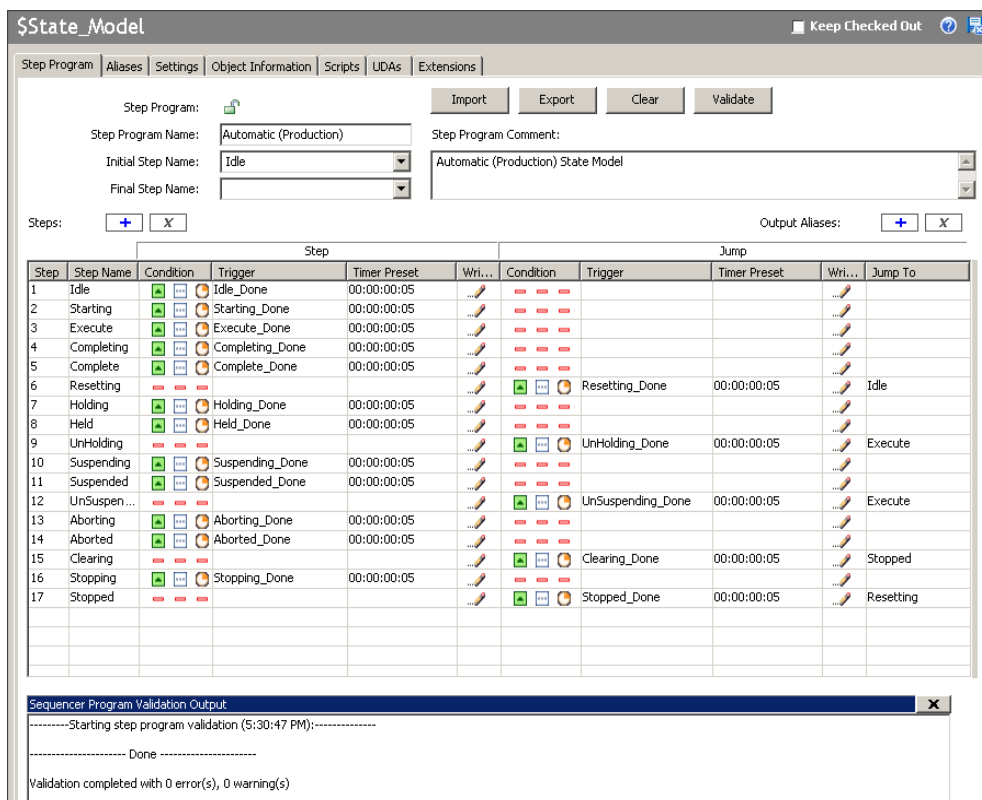 $State_Model
Keep Checked Out
Step Program Aliases Settings Object Information Scripts UDAs Extensions
Step Program: Import Export Clear Validate
Step Program Name: Automatic (Production) Step Program Comment:
Initial Step Name: Idle Automatic (Production) State Model
Final Step Name:
Steps: + X Output Aliases: + X
Step Jump
Step Step Name Condition Trigger Timer Preset Wri... Condition Trigger Timer Preset Wri... Jump To
1 Idle Idle_Done 00:00:00:05 ... ...
2 Starting Starting_Done 00:00:00:05 ... ...
3 Execute Execute_Done 00:00:00:05 ... ...
4 Completing Completing_Done 00:00:00:05 ... ...
5 Complete Complete_Done 00:00:00:05 ... ...
6 Resetting ... Resetting_Done 00:00:00:05 ... Idle
7 Holding Holding_Done 00:00:00:05 ... ...
8 Held Held_Done 00:00:00:05 ... ...
9 UnHolding ... UnHolding_Done 00:00:00:05 ... Execute
10 Suspending Suspending_Done 00:00:00:05 ... ...
11 Suspended Suspended_Done 00:00:00:05 ... ...
12 UnSuspen... ... UnSuspending_Done 00:00:00:05 ... Execute
13 Aborting Aborting_Done 00:00:00:05 ... ...
14 Aborted Aborted_Done 00:00:00:05 ... ...
15 Clearing ... Clearing_Done 00:00:00:05 ... Stopped
16 Stopping Stopping_Done 00:00:00:05 ... ...
17 Stopped ... Stopped_Done 00:00:00:05 ... Resetting
Sequencer Program Validation Output
---------Starting step program validation (5:30:47 PM):--------------
---------------------- Done ----------------------
Validation completed with 0 error(s), 0 warning(s)